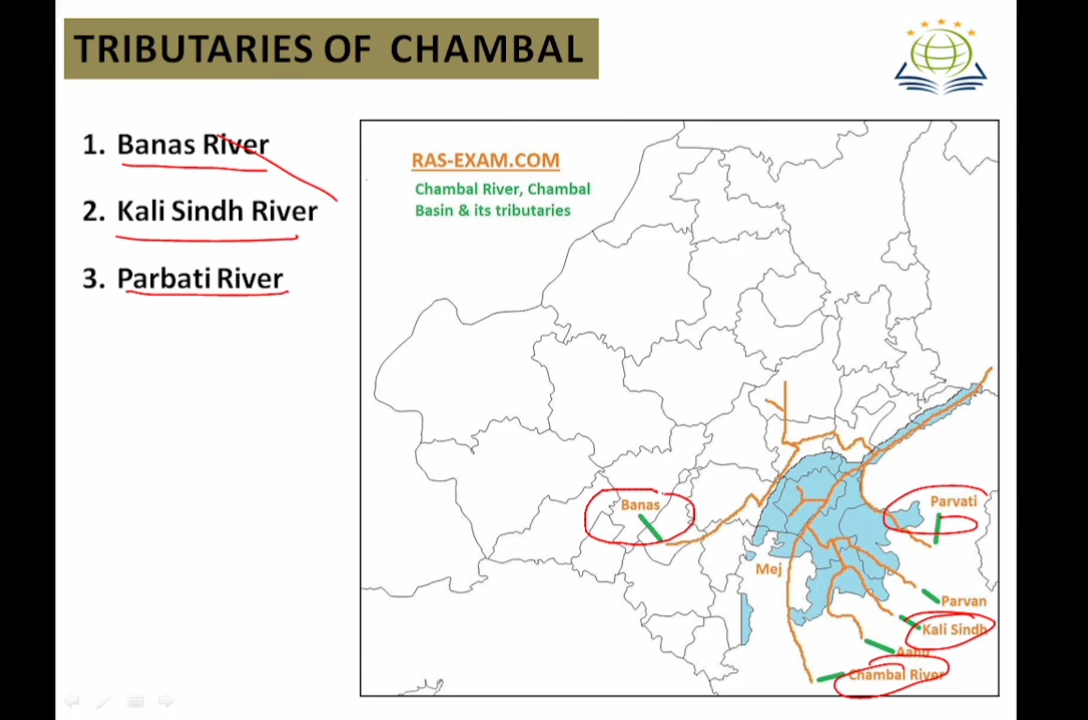 TRIBUTARIES OF CHAMBAL
1. Banas River
2. Kali Sindh River
3. Parbati River
RAS-EXAM.COM
Chambal River, Chambal
Basin & its tributaries
Banas
Parvati
Mej
Parvan
Kali Sindh
Chambal River